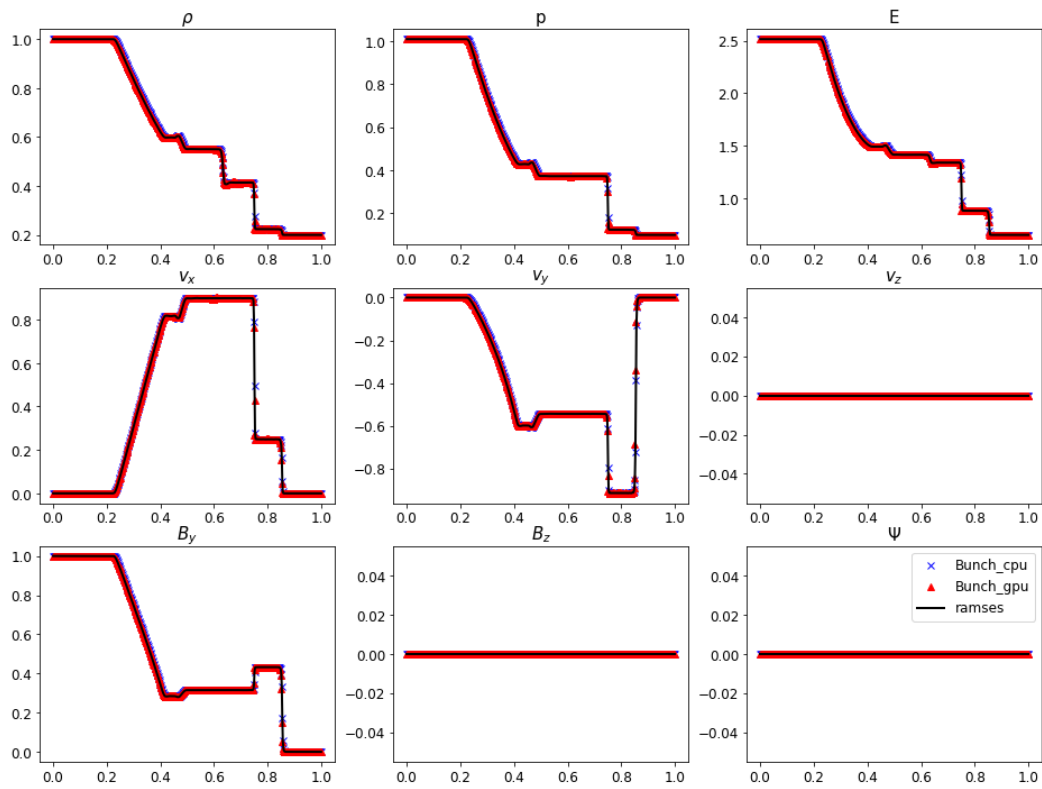 ρ p E
1.0 1.0 2.5
0.8 0.8 2.0
0.6 0.6 1.5
0.4 0.4 1.0
0.2 0.2
0.0 0.2 0.4 0.6 0.8 1.0 0.0 0.2 0.4 0.6 0.8 1.0 0.0 0.2 0.4 0.6 0.8 1.0
v_x v_y v_z
0.8 0.0 0.04
0.6 −0.2 0.02
0.4 −0.4 0.00
0.2 −0.6 −0.02
0.0 −0.8 −0.04
0.0 0.2 0.4 0.6 0.8 1.0 0.0 0.2 0.4 0.6 0.8 1.0 0.0 0.2 0.4 0.6 0.8 1.0
B_y B_z Ψ
1.0 0.04 0.04 Bunch_cpu
0.8 0.02 0.02 Bunch_gpu
0.6 0.00 0.00 ramses
0.4 −0.02 −0.02
0.2 −0.04 −0.04
0.0
0.0 0.2 0.4 0.6 0.8 1.0 0.0 0.2 0.4 0.6 0.8 1.0 0.0 0.2 0.4 0.6 0.8 1.0